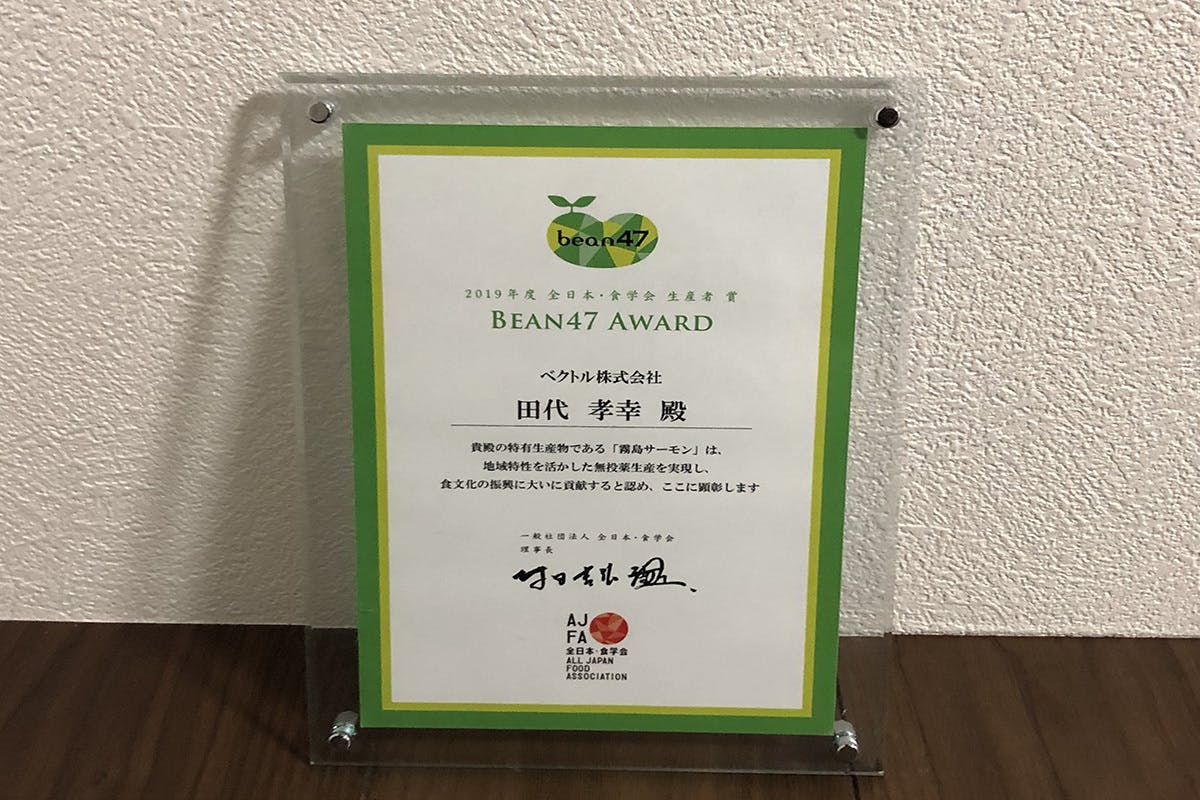 bean47
2019年度 全日本・食学会 生産者 賞
BEAN47 AWARD
ベクトル株式会社
田代 孝幸 殿
貴殿の特有生産物である「霧島サーモン」は、
地域特性を活かした無投薬生産を実現し、
食文化の振興に大いに貢献すると認め、ここに顕彰します
一般社団法人 全日本・食学会
理事長
AJ
FA
全日本・食学会
ALL JAPAN
FOOD
ASSOCIATION